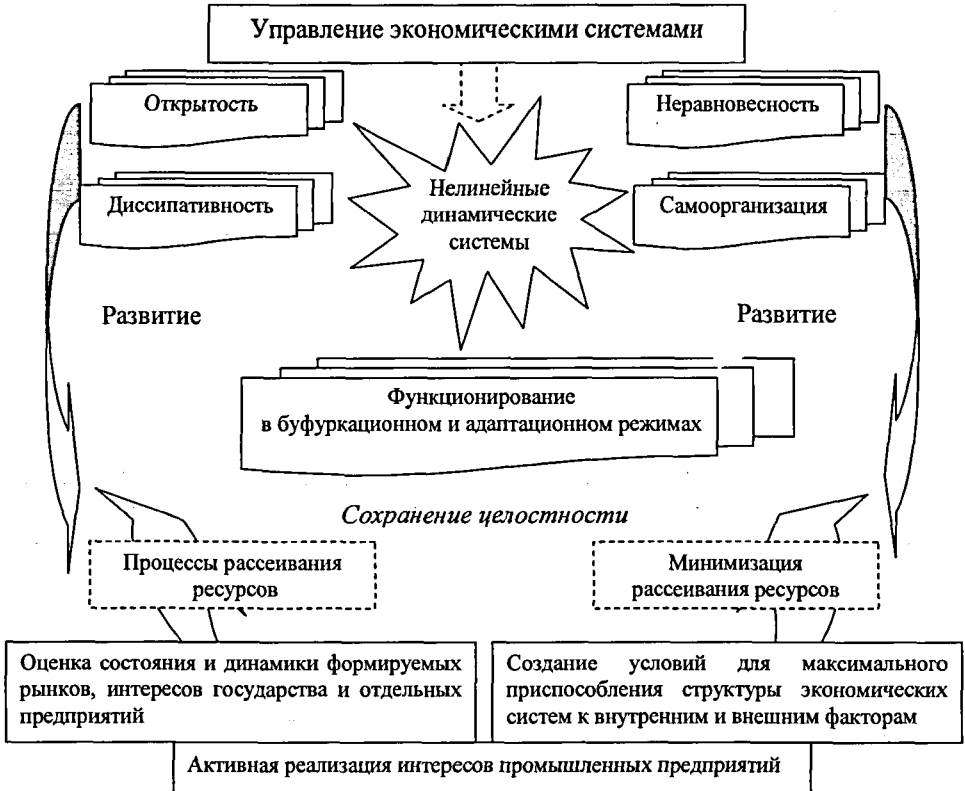 Управление экономическими системами
Открытость
Неравновесность
Диссипативность
Нелинейные
динамические
системы
Самоорганизация
Развитие
Развитие
Функционирование
в буфуркационном и адаптационном режимах
Сохранение целостности
Процессы рассеивания
ресурсов
Минимизация
рассеивания ресурсов
Оценка состояния и динамики формируемых
рынков, интересов государства и отдельных
предприятий
Создание условий для максимального
приспособления структуры экономических
систем к внутренним и внешним факторам
Активная реализация интересов промышленных предприятий